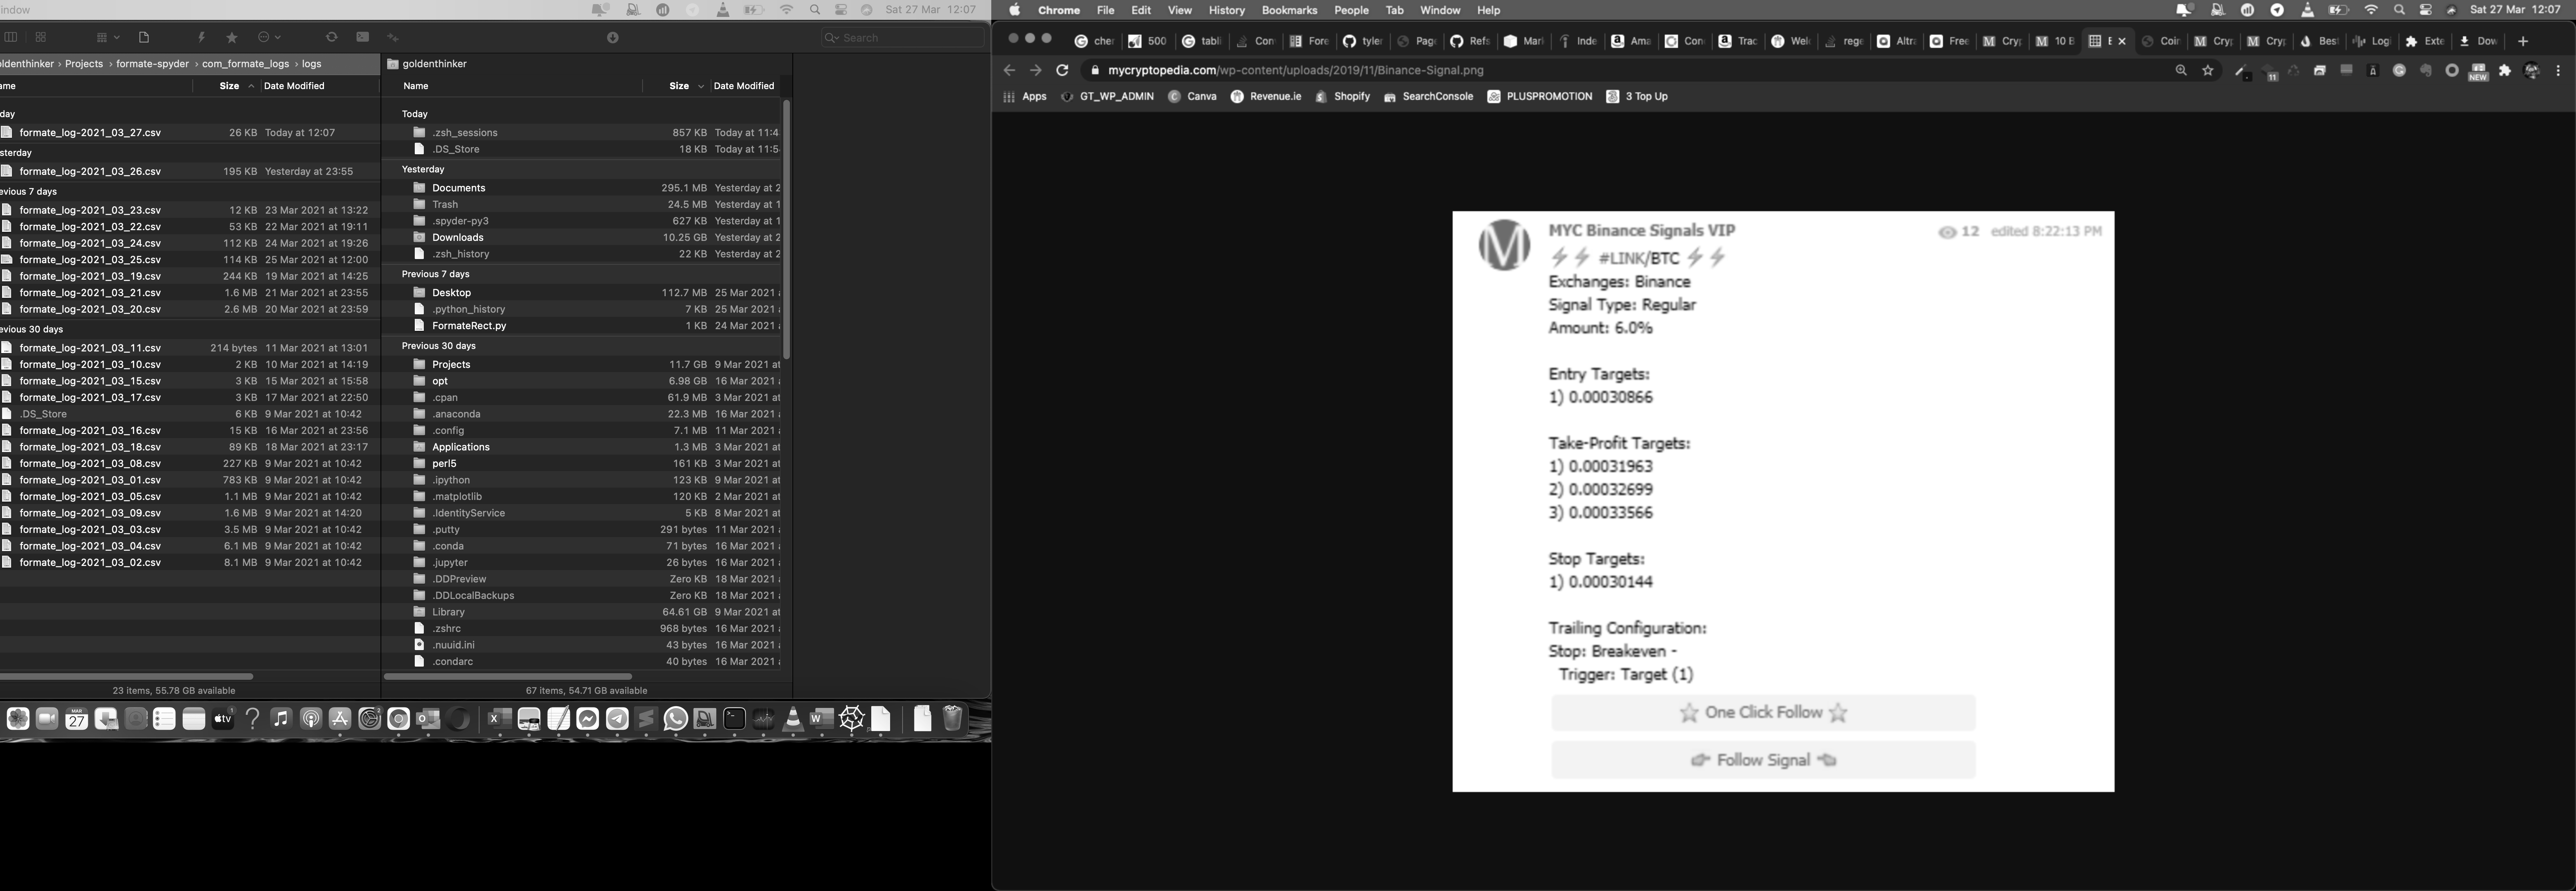 indow
Sat 27 Mar 12:07
Search
ldenthinker › Projects › formate-spyder › com_formate_logs › logs
ame Size Date Modified
day
formate_log-2021_03_27.csv 26 KB Today at 12:07
sterday
formate_log-2021_03_26.csv 195 KB Yesterday at 23:55
evious 7 days
formate_log-2021_03_23.csv 12 KB 23 Mar 2021 at 13:22
formate_log-2021_03_22.csv 53 KB 22 Mar 2021 at 19:11
formate_log-2021_03_24.csv 112 KB 24 Mar 2021 at 19:26
formate_log-2021_03_25.csv 114 KB 25 Mar 2021 at 12:00
formate_log-2021_03_19.csv 244 KB 19 Mar 2021 at 14:25
formate_log-2021_03_21.csv 1.6 MB 21 Mar 2021 at 23:55
formate_log-2021_03_20.csv 2.6 MB 20 Mar 2021 at 23:59
evious 30 days
formate_log-2021_03_11.csv 214 bytes 11 Mar 2021 at 13:01
formate_log-2021_03_10.csv 2 KB 10 Mar 2021 at 14:19
formate_log-2021_03_15.csv 3 KB 15 Mar 2021 at 15:58
formate_log-2021_03_17.csv 3 KB 17 Mar 2021 at 22:50
.DS_Store 6 KB 9 Mar 2021 at 10:42
formate_log-2021_03_16.csv 15 KB 16 Mar 2021 at 23:56
formate_log-2021_03_18.csv 89 KB 18 Mar 2021 at 23:17
formate_log-2021_03_08.csv 227 KB 9 Mar 2021 at 10:42
formate_log-2021_03_01.csv 783 KB 9 Mar 2021 at 10:42
formate_log-2021_03_05.csv 1.1 MB 9 Mar 2021 at 10:42
formate_log-2021_03_09.csv 1.6 MB 9 Mar 2021 at 14:20
formate_log-2021_03_03.csv 3.5 MB 9 Mar 2021 at 10:42
formate_log-2021_03_04.csv 6.1 MB 9 Mar 2021 at 10:42
formate_log-2021_03_02.csv 8.1 MB 9 Mar 2021 at 10:42
23 items, 55.78 GB available
goldenthinker
Name Size Date Modified
Today
.zsh_sessions 857 KB Today at 11:4
.DS_Store 18 KB Today at 11:5
Yesterday
Documents 295.1 MB Yesterday at 2
Trash 24.5 MB Yesterday at 1
.spyder-py3 627 KB Yesterday at 1
Downloads 10.25 GB Yesterday at 2
.zsh_history 22 KB Yesterday at 2
Previous 7 days
Desktop 112.7 MB 25 Mar 2021
.python_history 7 KB 25 Mar 2021
FormateRect.py 1 KB 24 Mar 2021
Previous 30 days
Projects 11.7 GB 9 Mar 2021 at
opt 6.98 GB 16 Mar 2021
.cpan 61.9 MB 3 Mar 2021 at
.anaconda 22.3 MB 16 Mar 2021
.config 7.1 MB 11 Mar 2021
Applications 1.3 MB 3 Mar 2021 at
perl5 161 KB 3 Mar 2021 at
.ipython 123 KB 9 Mar 2021 at
.matplotlib 120 KB 2 Mar 2021 at
.IdentityService 5 KB 8 Mar 2021 at
.putty 291 bytes 11 Mar 2021
.conda 71 bytes 16 Mar 2021
.jupyter 26 bytes 16 Mar 2021
.DDPreview Zero KB 18 Mar 2021
.DDLocalBackups Zero KB 18 Mar 2021
Library 64.61 GB 9 Mar 2021 at
.zshrc 968 bytes 16 Mar 2021
.nuuid.ini 43 bytes 16 Mar 2021
.condarc 40 bytes 16 Mar 2021
67 items, 54.71 GB available
MAR 27 tv
Chrome File Edit View History Bookmarks People Tab Window Help Sat 27 Mar 12:07
cher 500 tabl Con Fore tyler Page Refs Mark Inde Ama Con Trac Wel rege Altra Free Cryp 10 B E Coin Cryp Cryp Bes Log Exte Dow
mycryptopedia.com/wp-content/uploads/2019/11/Binance-Signal.png 11 NEW
Apps GT_WP_ADMIN Canva Revenue.ie Shopify SearchConsole PLUSPROMOTION 3 Top Up
MYC Binance Signals VIP 12 edited 8:22:13 PM
#LINK/BTC
Exchanges: Binance
Signal Type: Regular
Amount: 6.0%
Entry Targets:
1) 0.00030866
Take-Profit Targets:
1) 0.00031963
2) 0.00032699
3) 0.00033566
Stop Targets:
1) 0.00030144
Trailing Configuration:
Stop: Breakeven -
Trigger: Target (1)
One Click Follow
Follow Signal